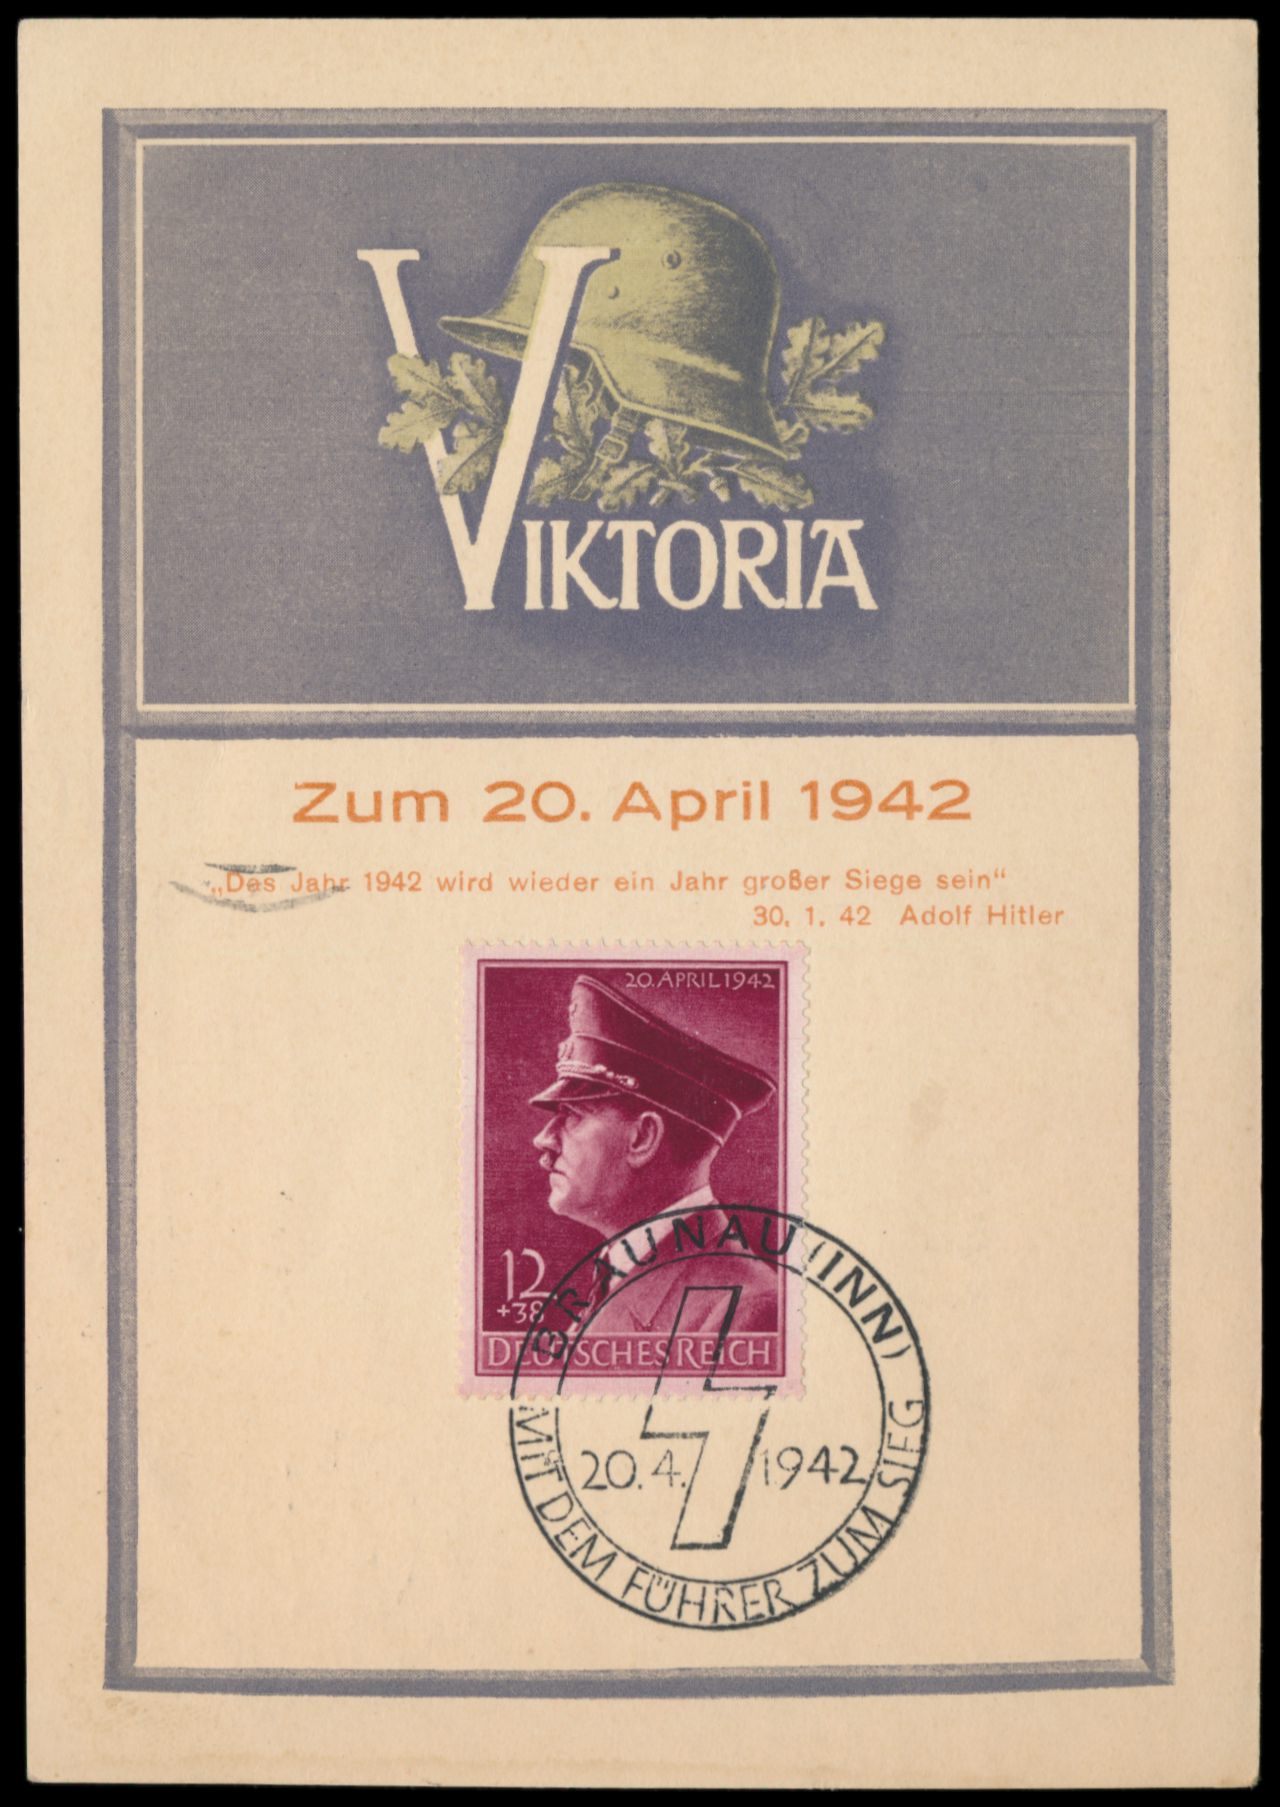 VIKTORIA
Zum 20. April 1942
„Das Jahr 1942 wird wieder ein Jahr großer Siege sein“
30. 1. 42 Adolf Hitler
20. APRIL 1942
12
+38
DEUTSCHES REICH
BRAUNAU (INN)
20. 4. 1942
MIT DEM FÜHRER ZUM SIEG